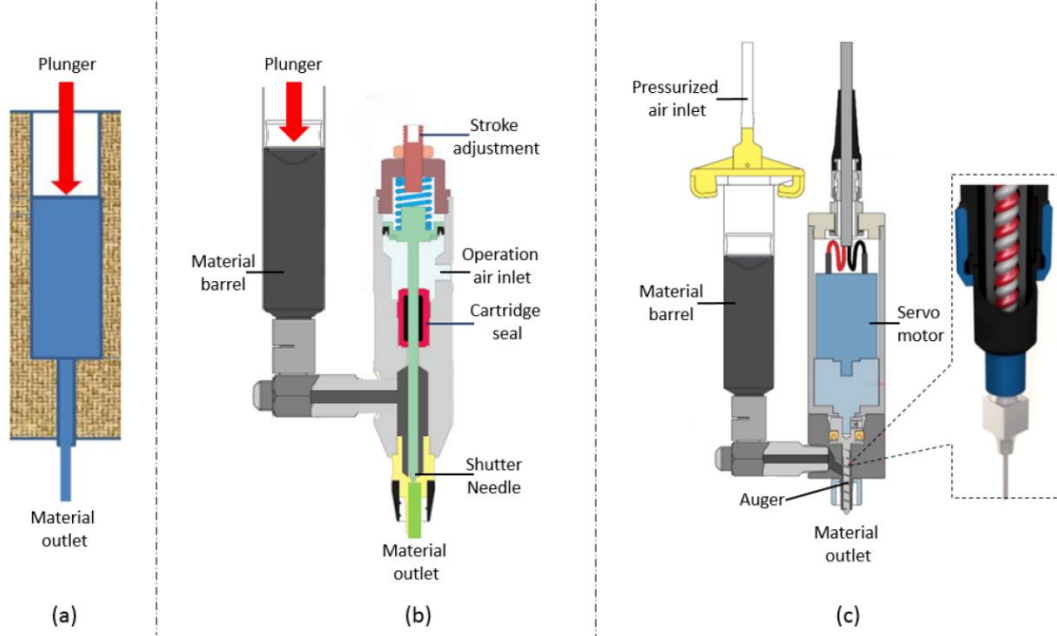 Plunger
Material
outlet
(a)
Plunger
Stroke
adjustment
Material
barrel
Operation
air inlet
Cartridge
seal
Shutter
Needle
Material
outlet
(b)
Pressurized
air inlet
Material
barrel
Servo
motor
Auger
Material
outlet
(c)